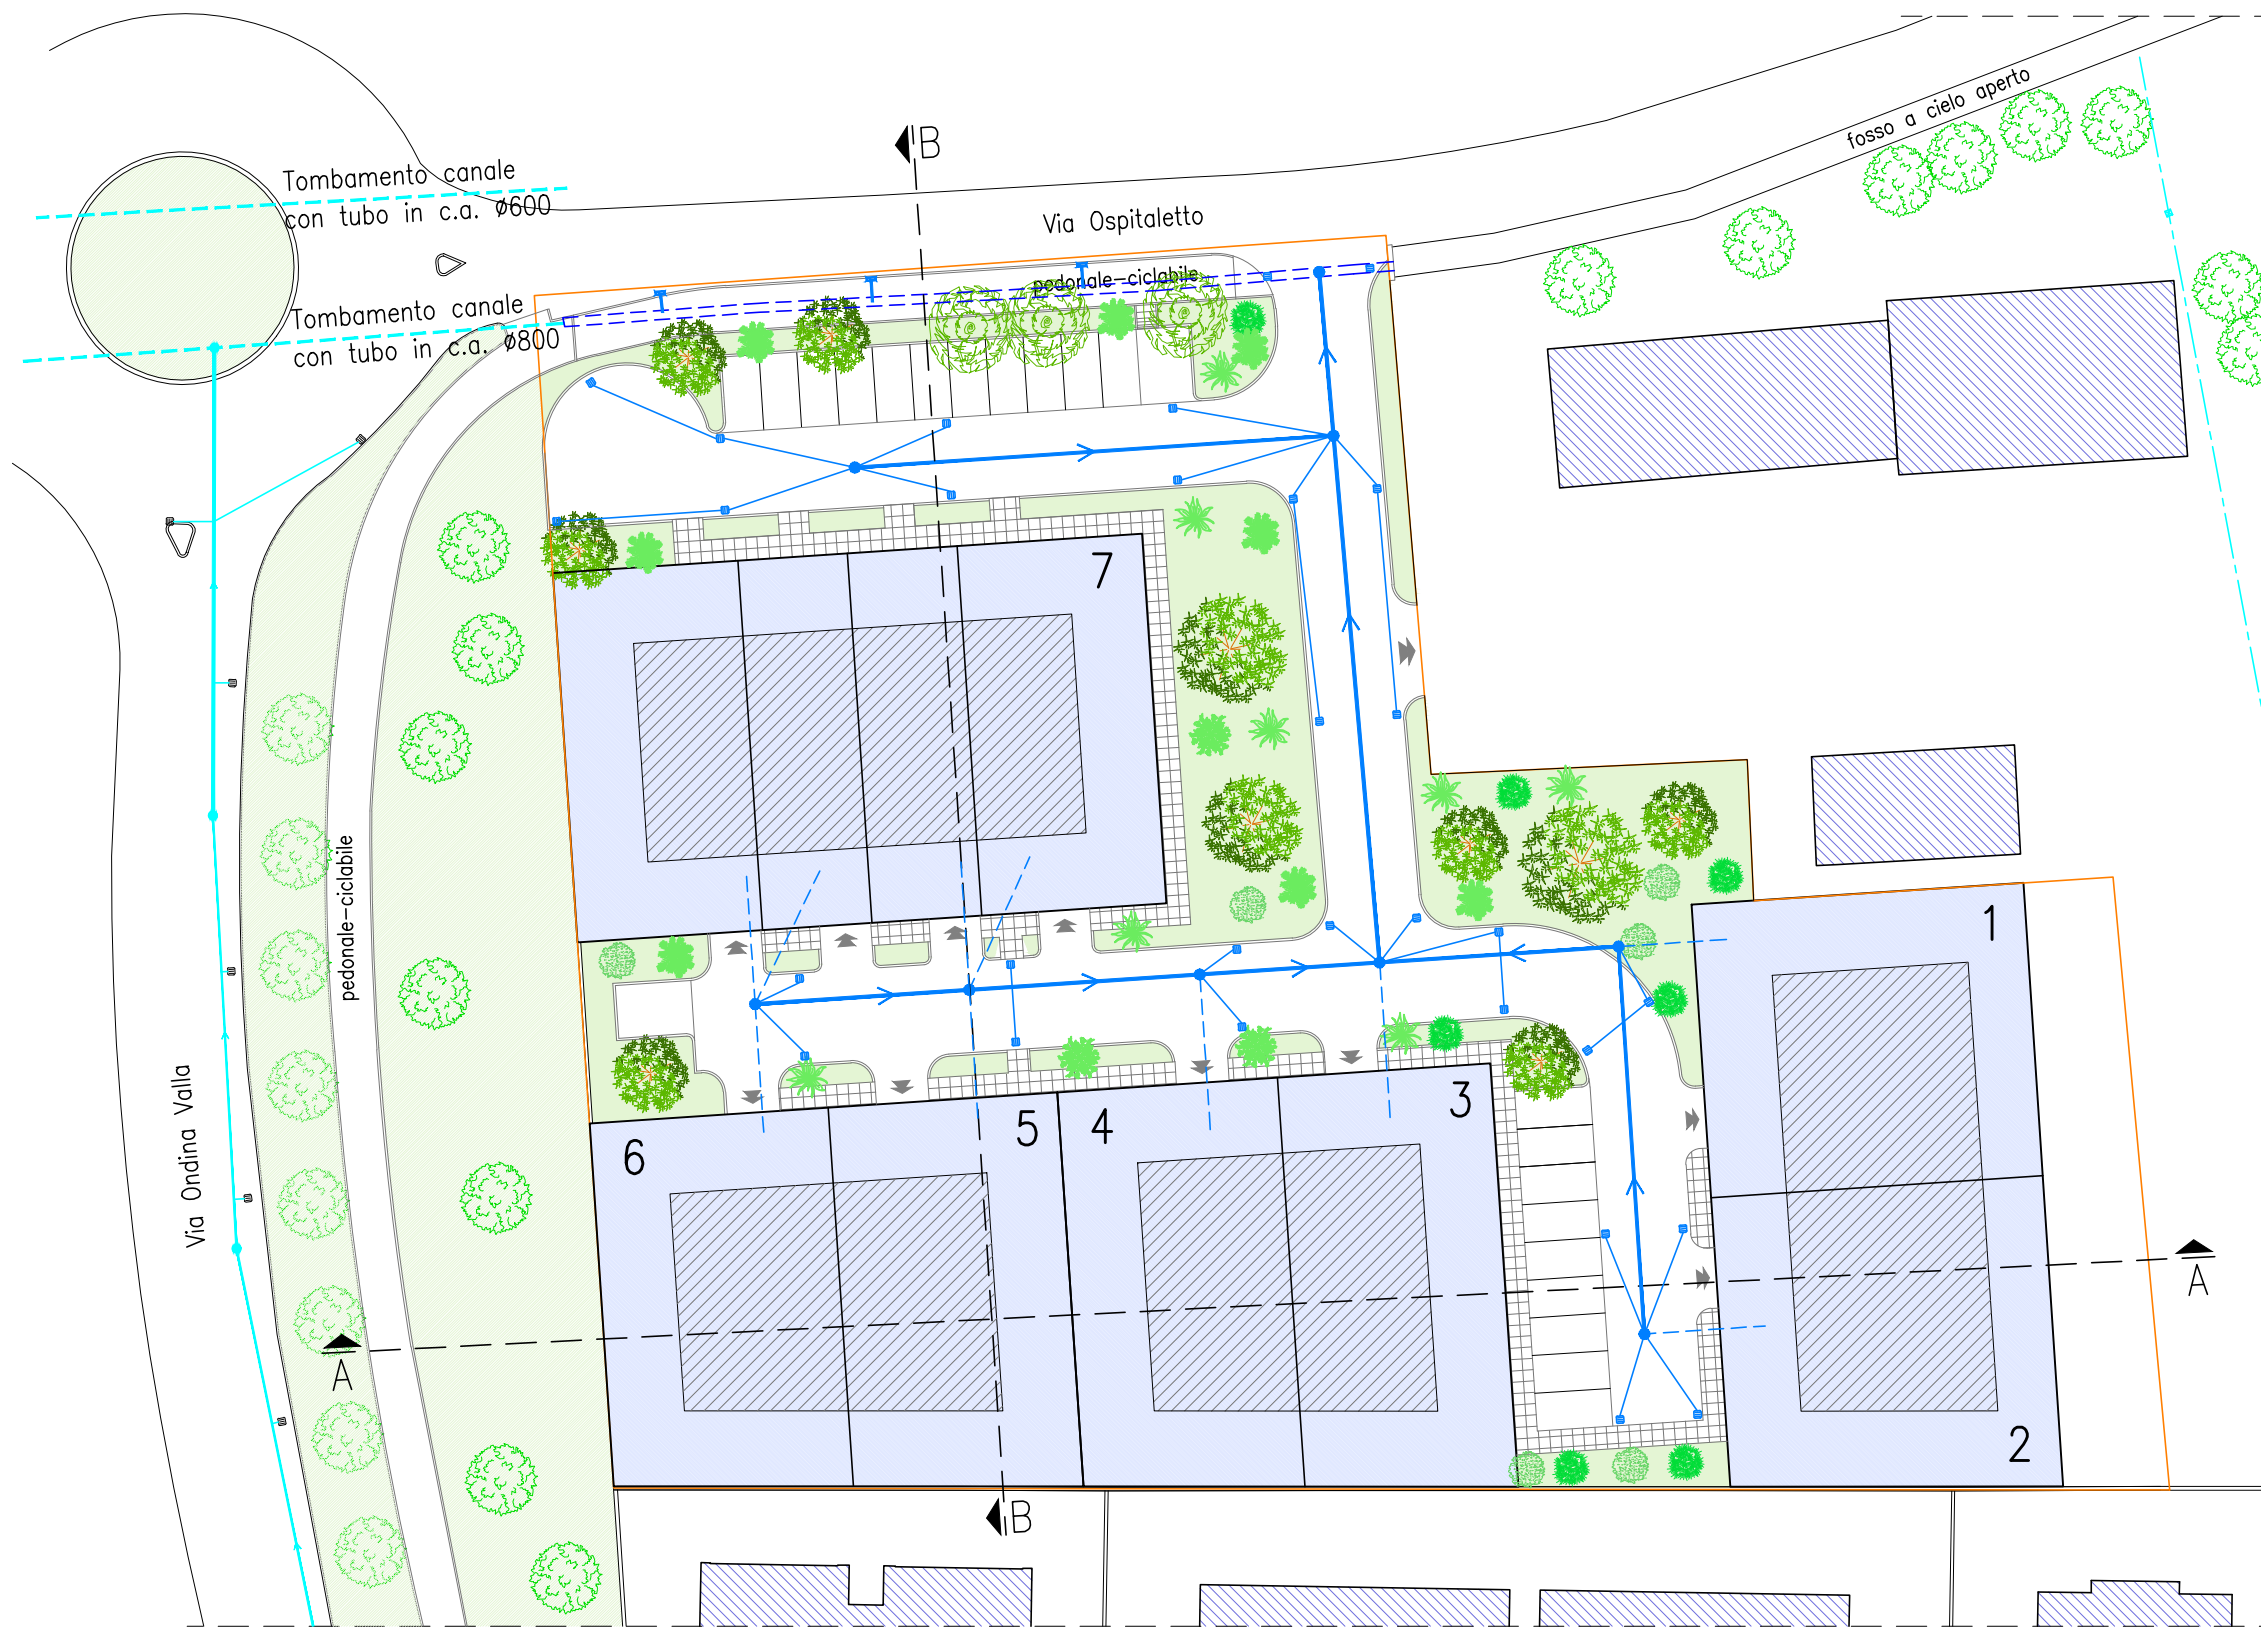 fosso a cielo aperto
B
Tombamento canale
con tubo in c.a. ø600
Via Ospitaletto
pedonale-ciclabile
Tombamento canale
con tubo in c.a. ø800
7
pedonale-ciclabile
1
Via Ondina Valla
6
5
4
3
A
A
2
B